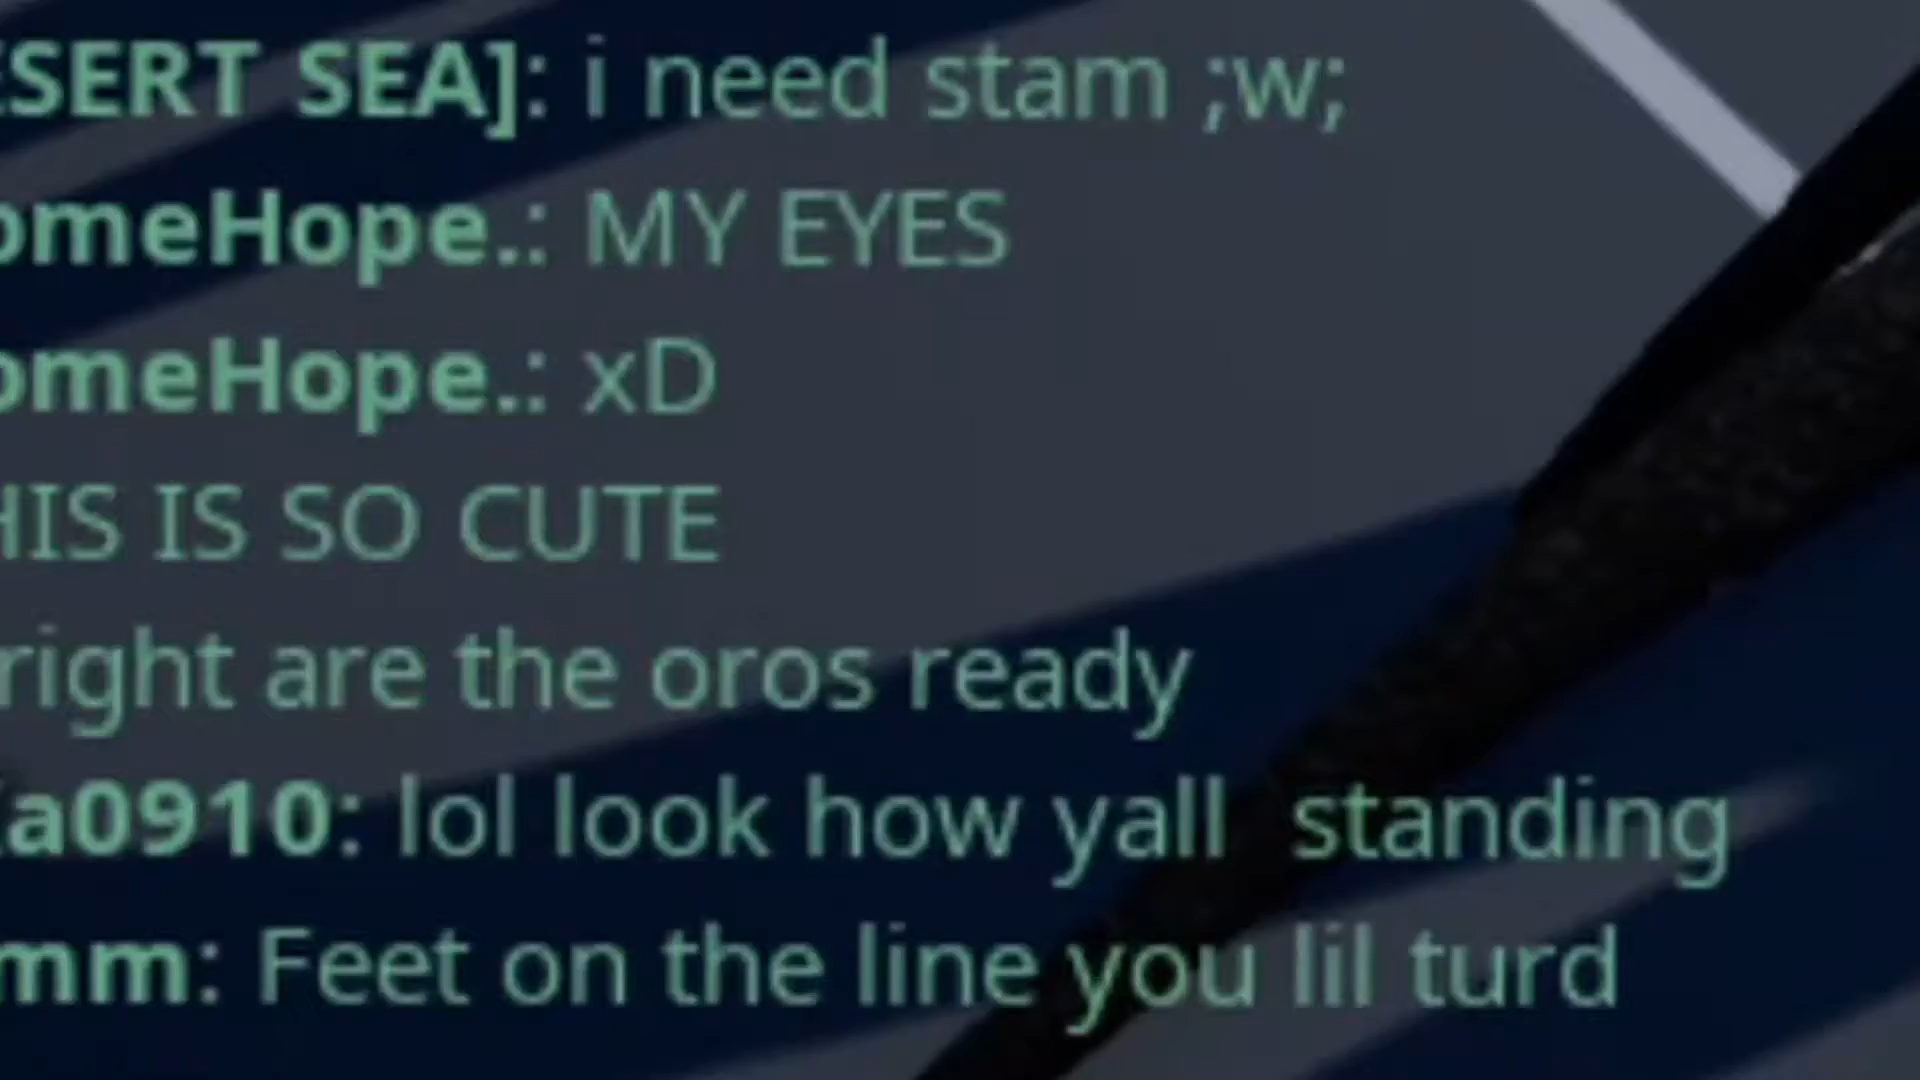 ESERT SEA]: i need stam ;w;
omeHope.: MY EYES
omeHope.: xD
HIS IS SO CUTE
right are the oros ready
a0910: lol look how yall  standing
mm: Feet on the line you lil turd